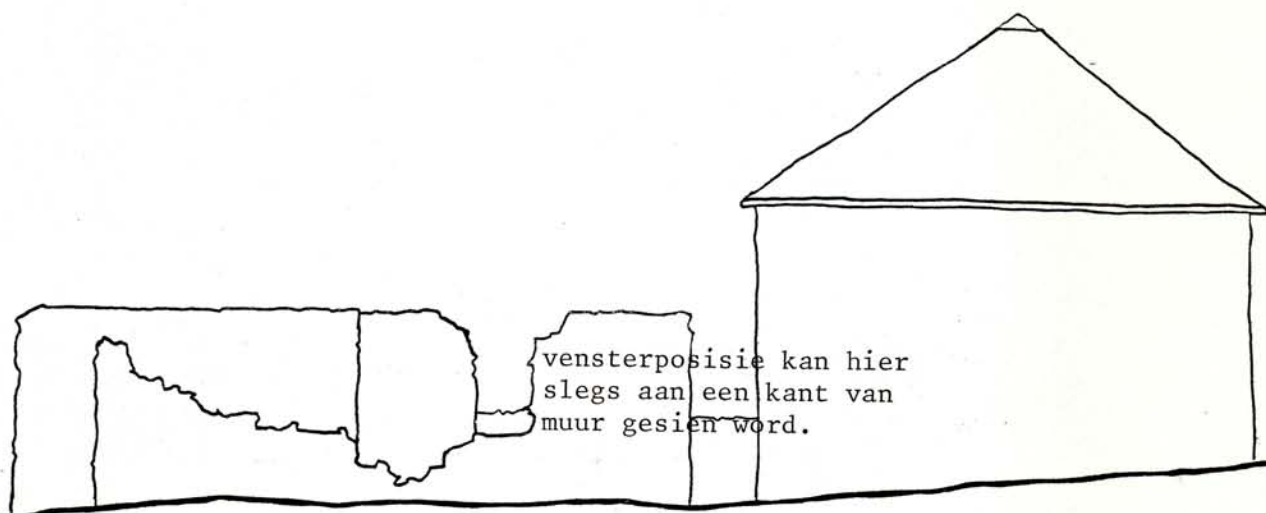 vensterposisie kan hier
slegs aan een kant van
muur gesien word.